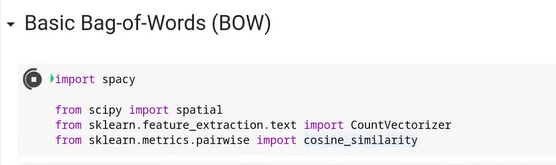 Basic Bag-of-Words (BOW)
import spacy
from scipy import spatial
from sklearn.feature_extraction.text import CountVectorizer
from sklearn.metrics.pairwise import cosine_similarity